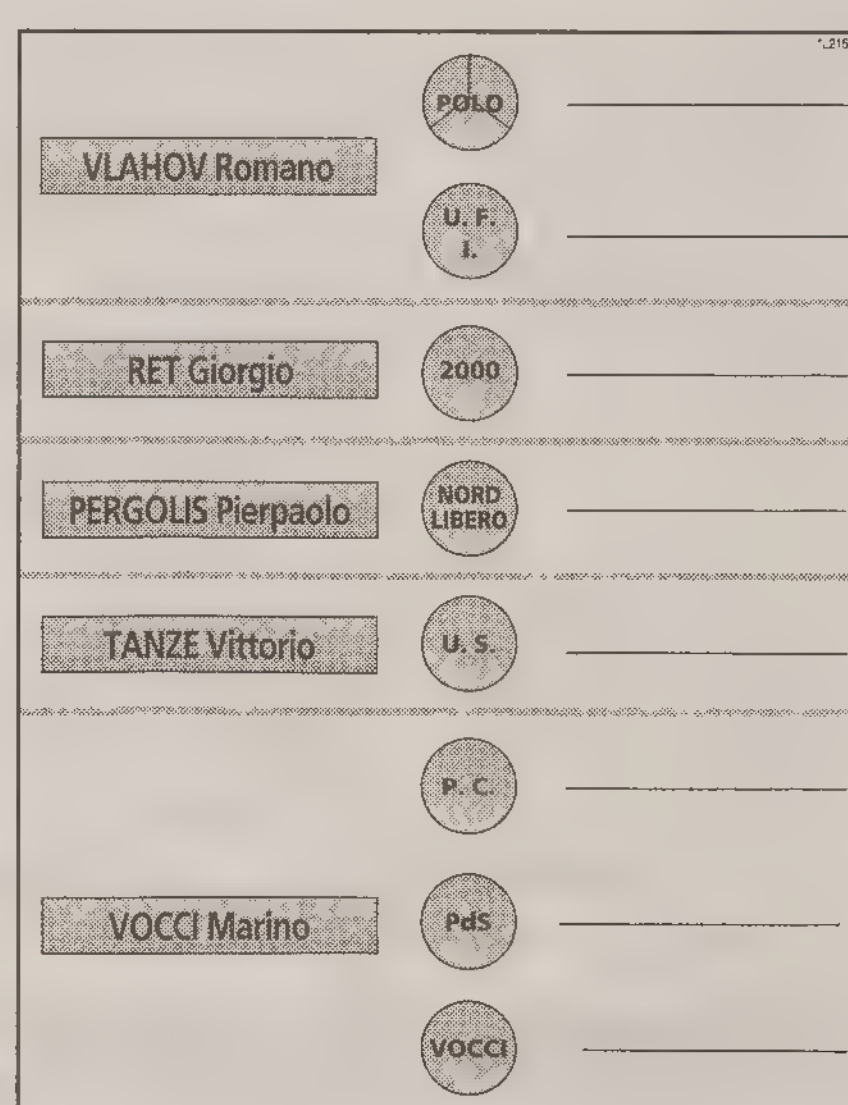 POLO
VLAHOV Romano
U. F.
I.
RET Giorgio
2000
PERGOLIS Pierpaolo
NORD
LIBERO
TANZE Vittorio
U. S.
P. C.
VOCCI Marino
PdS
VOCCI